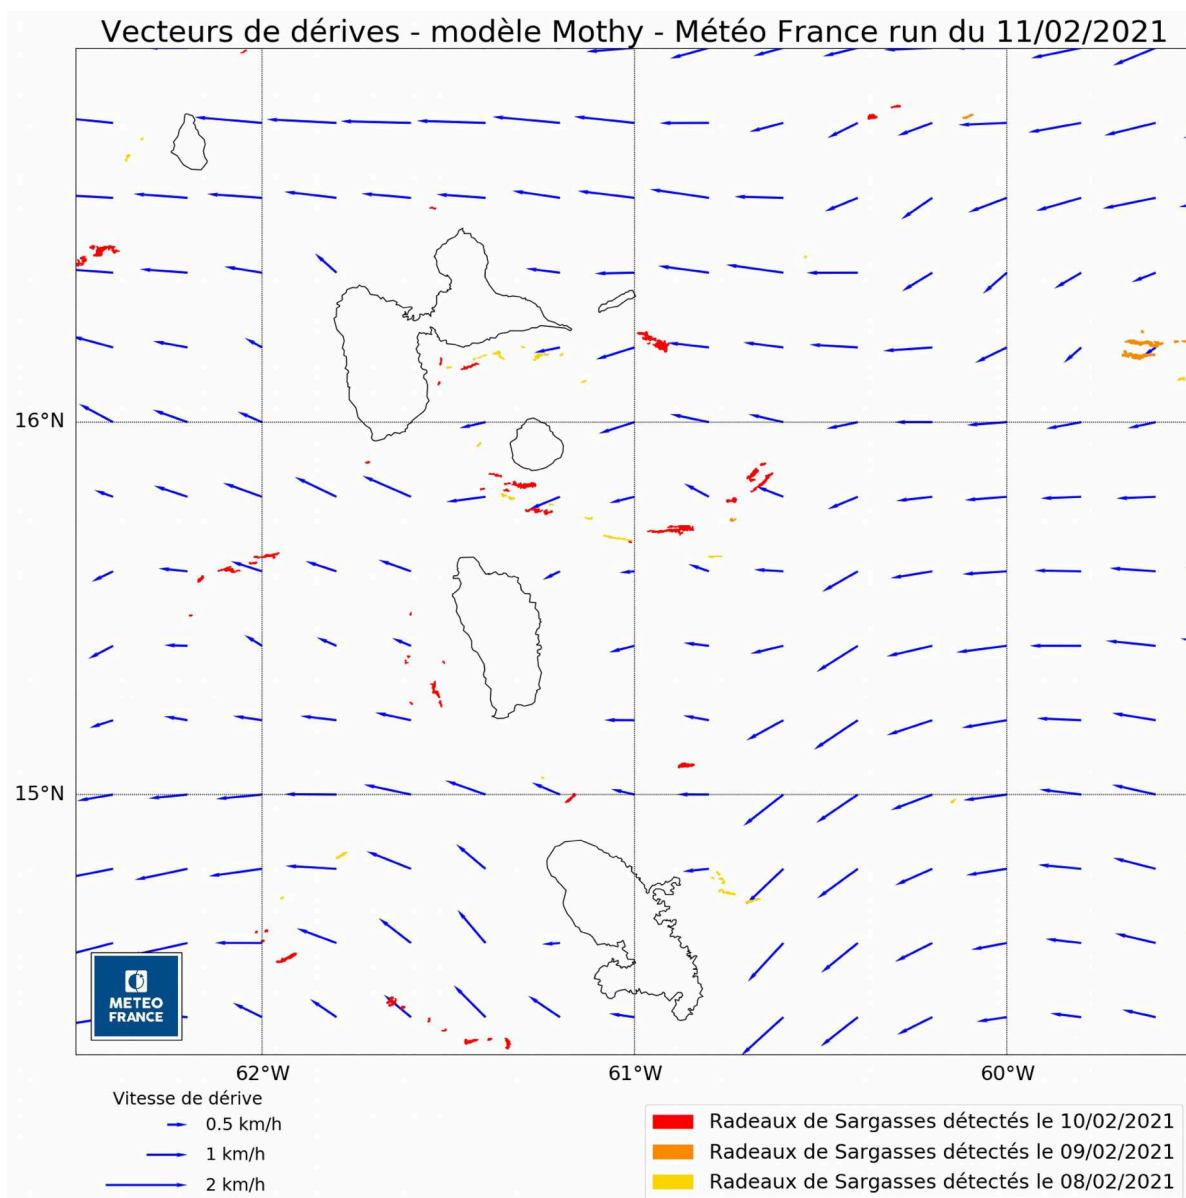 Vecteurs de dérives - modèle Mothy - Météo France run du 11/02/2021
16°N
15°N
METEO
FRANCE
62°W
61°W
60°W
Vitesse de dérive
0.5 km/h
1 km/h
2 km/h
Radeaux de Sargasses détectés le 10/02/2021
Radeaux de Sargasses détectés le 09/02/2021
Radeaux de Sargasses détectés le 08/02/2021